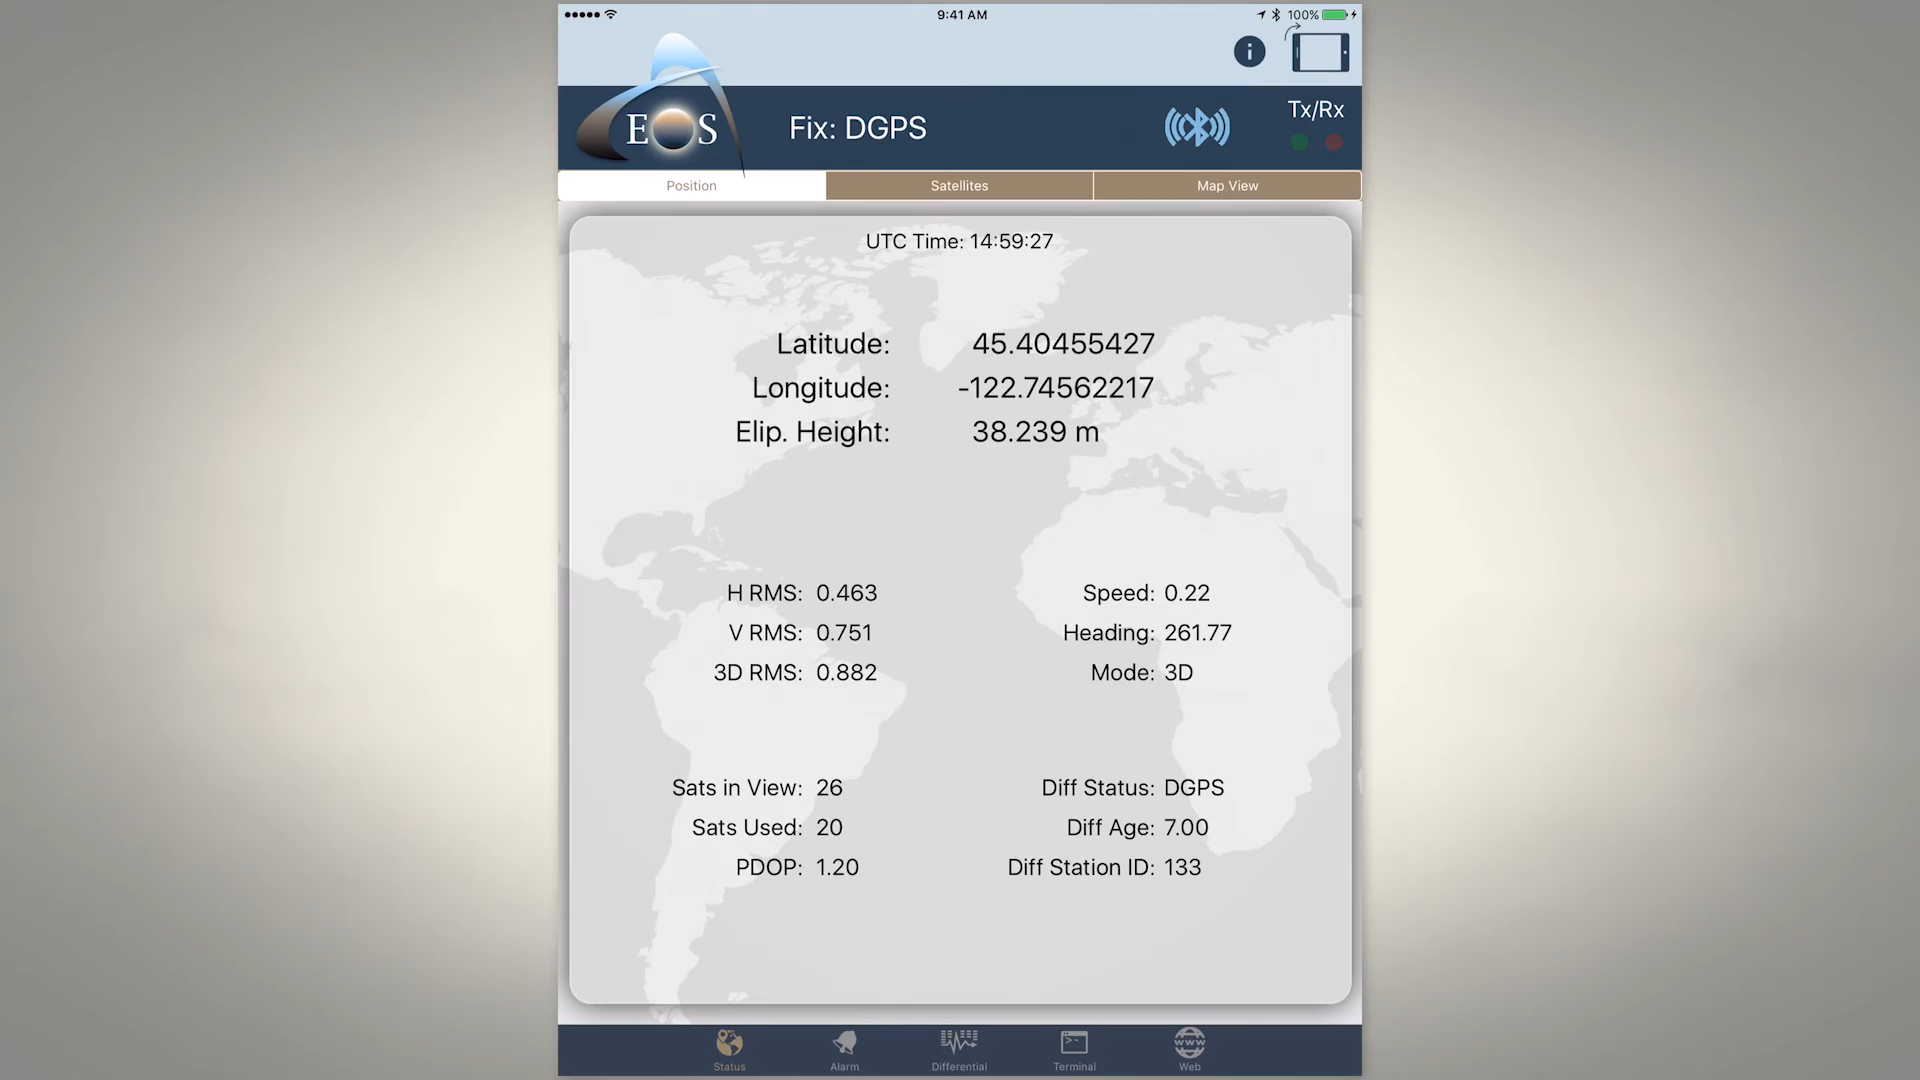 9:41 AM
100%
i
EOS
Fix: DGPS
Tx/Rx
Position
Satellites
Map View
UTC Time: 14:59:27
Latitude: 45.40455427
Longitude: -122.74562217
Elip. Height: 38.239 m
H RMS: 0.463
Speed: 0.22
V RMS: 0.751
Heading: 261.77
3D RMS: 0.882
Mode: 3D
Sats in View: 26
Diff Status: DGPS
Sats Used: 20
Diff Age: 7.00
PDOP: 1.20
Diff Station ID: 133
Status
Alarm
Differential
Terminal
www
Web